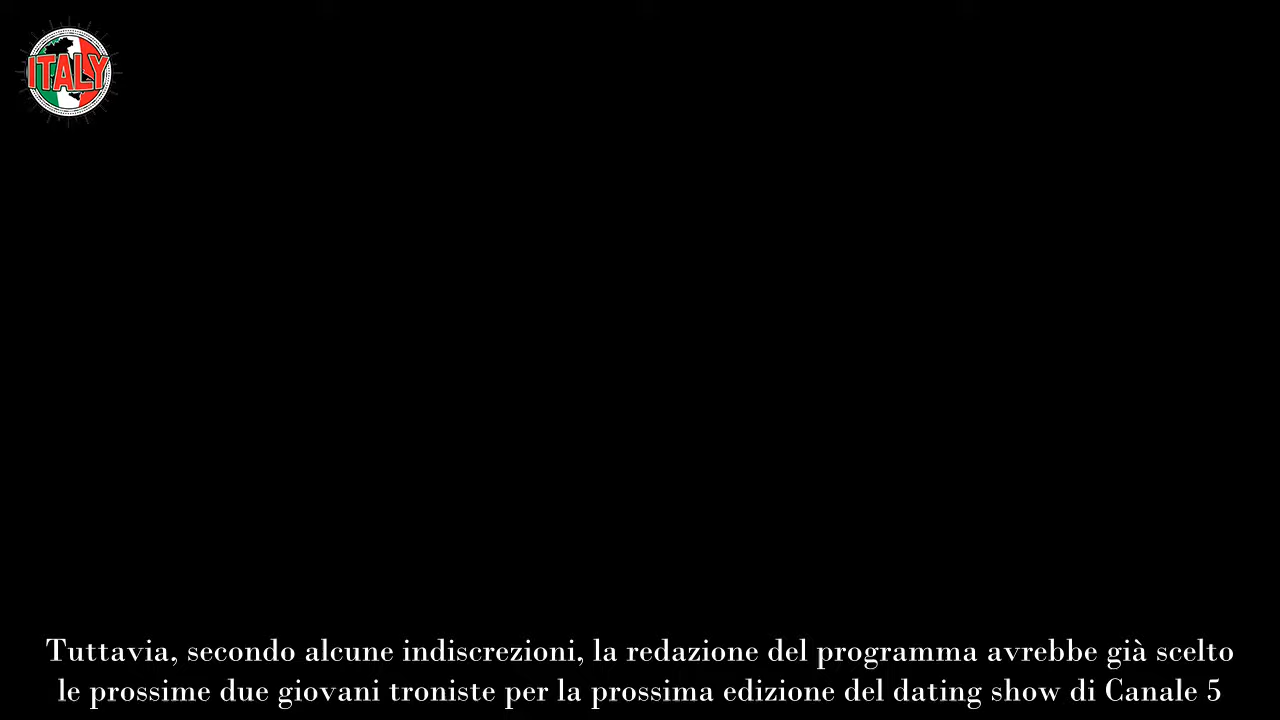 ITALY
Tuttavia, secondo alcune indiscrezioni, la redazione del programma avrebbe già scelto
le prossime due giovani troniste per la prossima edizione del dating show di Canale 5